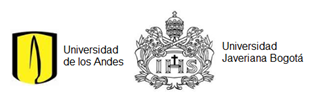 Universidad
de los Andes
IHS
Universidad
Javeriana Bogotá